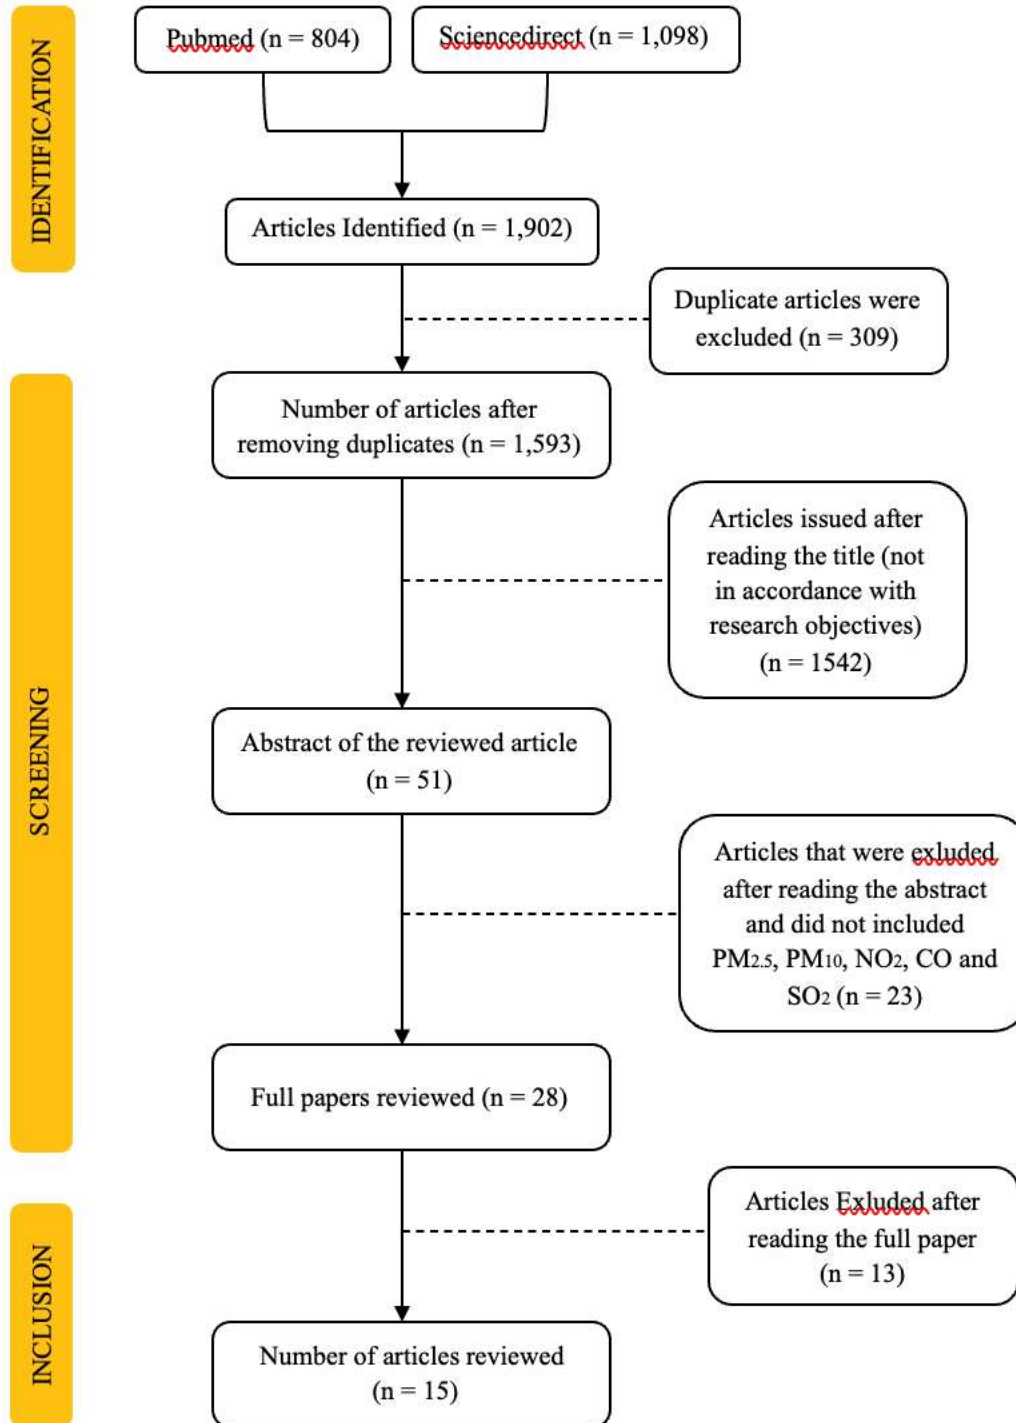 IDENTIFICATION
Pubmed (n = 804)
Sciencedirect (n = 1,098)
Articles Identified (n = 1,902)
Duplicate articles were
excluded (n = 309)
SCREENING
Number of articles after
removing duplicates (n = 1,593)
Articles issued after
reading the title (not
in accordance with
research objectives)
(n = 1542)
Abstract of the reviewed article
(n = 51)
Articles that were exluded
after reading the abstract
and did not included
PM2.5, PM10, NO2, CO and
SO2 (n = 23)
Full papers reviewed (n = 28)
INCLUSION
Articles Exluded after
reading the full paper
(n = 13)
Number of articles reviewed
(n = 15)